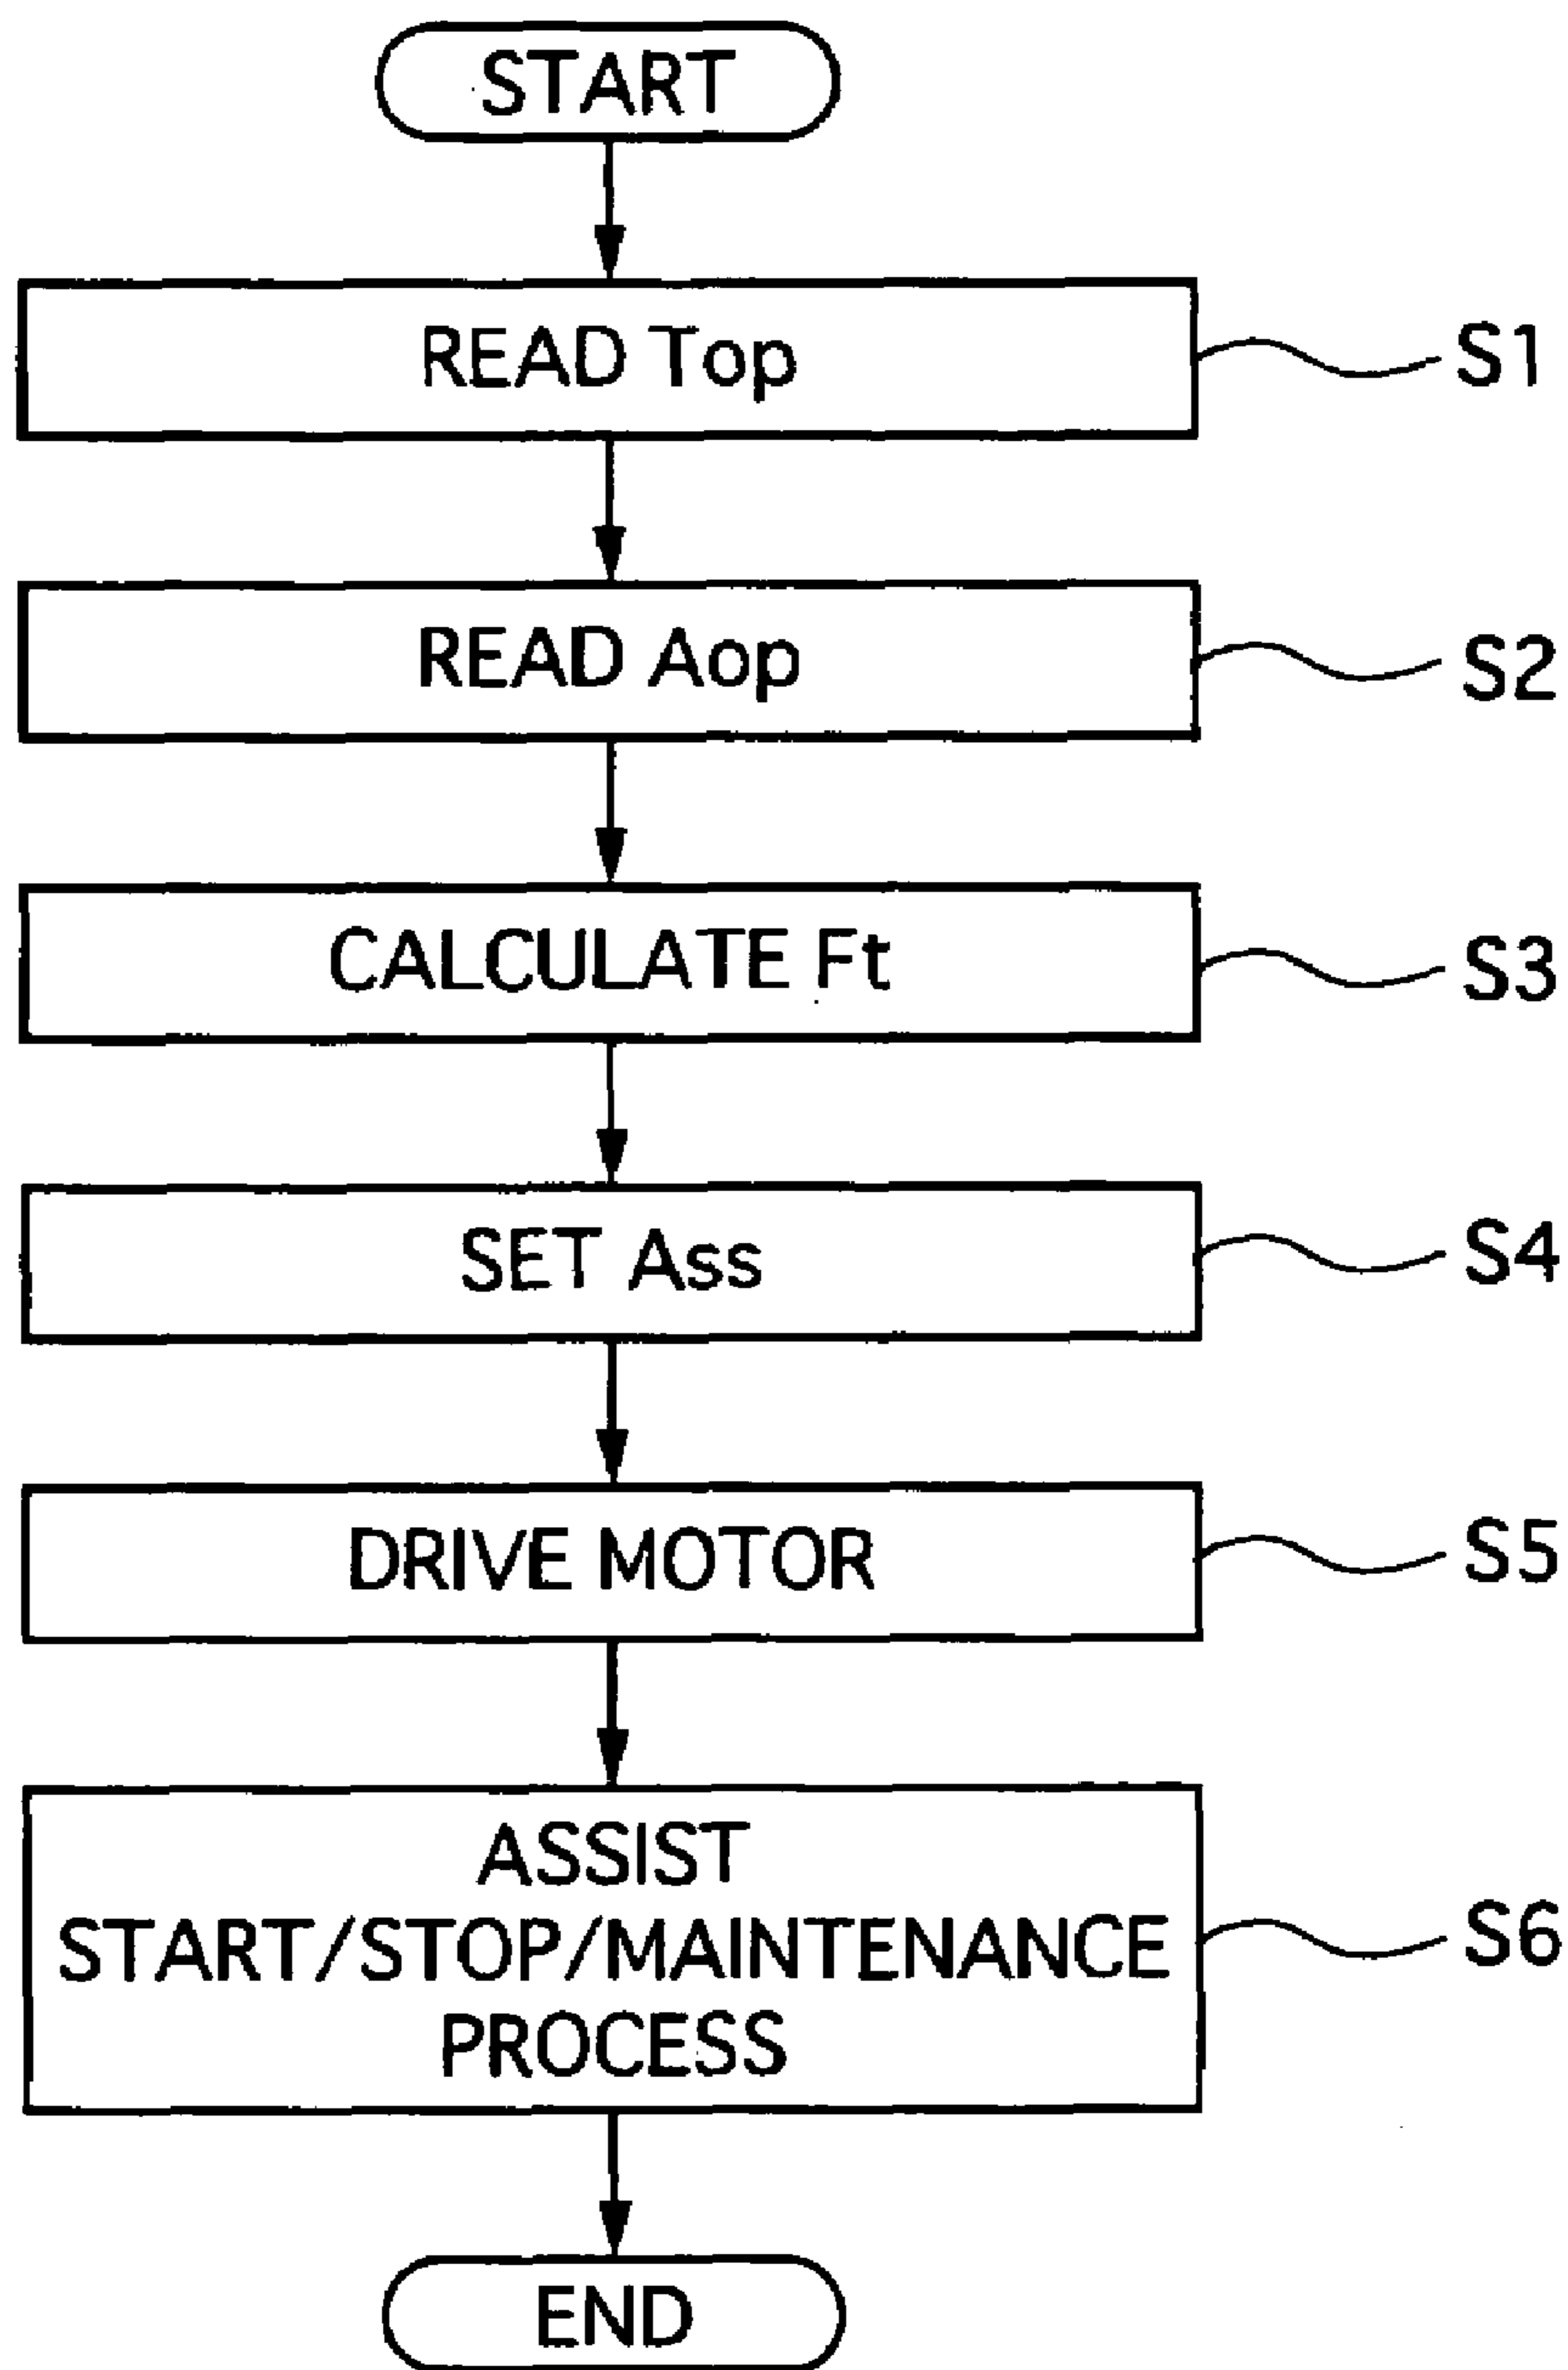 START
READ Top
S1
READ Aop
S2
CALCULATE Ft
S3
SET Ass
S4
DRIVE MOTOR
S5
ASSIST
START/STOP/MAINTENANCE
PROCESS
S6
END